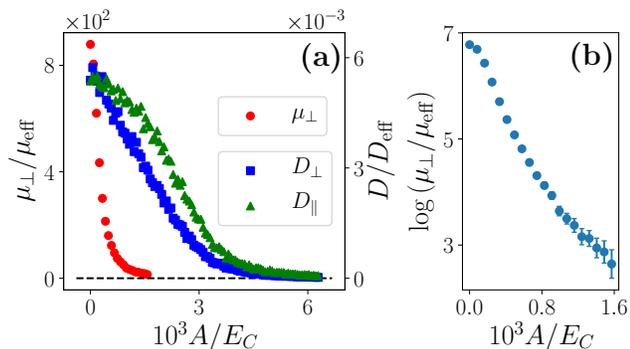 ×10²
×10⁻³
(a)
μ⊥/μeff
8
4
0
μ⊥
D⊥
D∥
6
3
0
D/Deff
0
3
6
10³A/EC
(b)
log (μ⊥/μeff)
7
5
3
0.0
0.8
1.6
10³A/EC